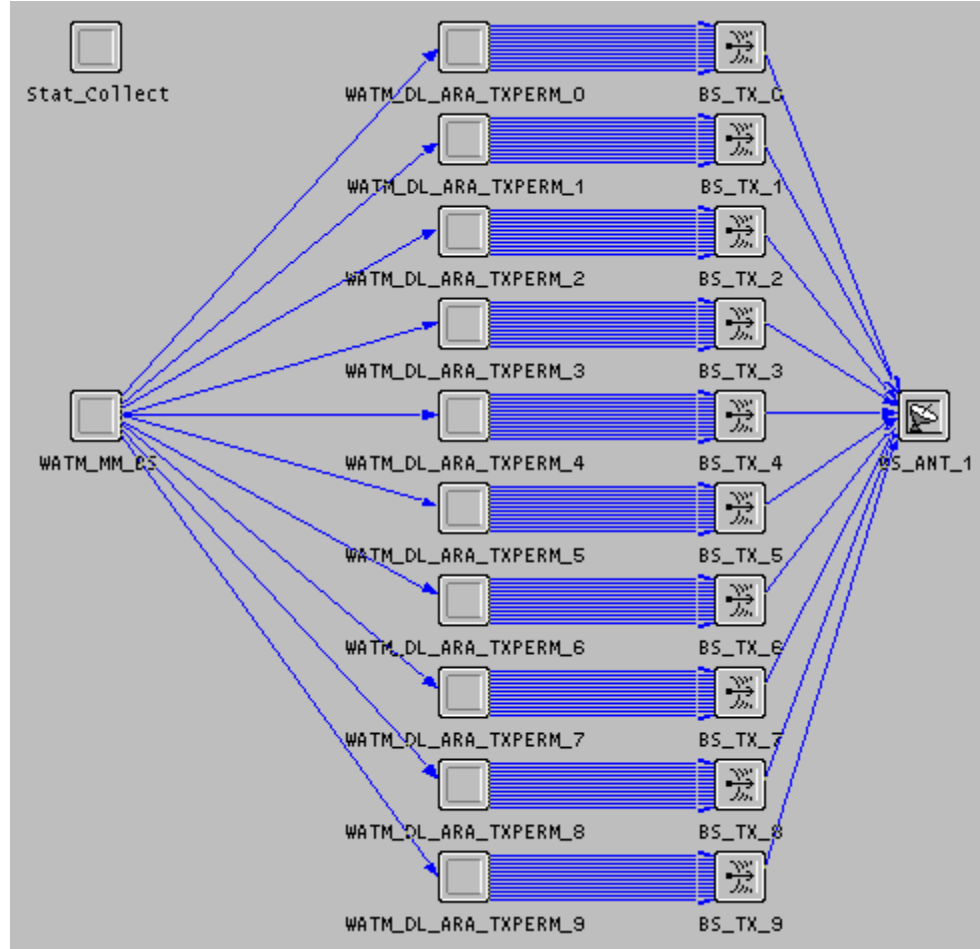 Stat_Collect
WATM_DL_ARA_TXPERM_0 BS_TX_0
WATM_DL_ARA_TXPERM_1 BS_TX_1
WATM_DL_ARA_TXPERM_2 BS_TX_2
WATM_DL_ARA_TXPERM_3 BS_TX_3
WATM_MM_BS
WATM_DL_ARA_TXPERM_4 BS_TX_4
BS_ANT_1
WATM_DL_ARA_TXPERM_5 BS_TX_5
WATM_DL_ARA_TXPERM_6 BS_TX_6
WATM_DL_ARA_TXPERM_7 BS_TX_7
WATM_DL_ARA_TXPERM_8 BS_TX_8
WATM_DL_ARA_TXPERM_9 BS_TX_9